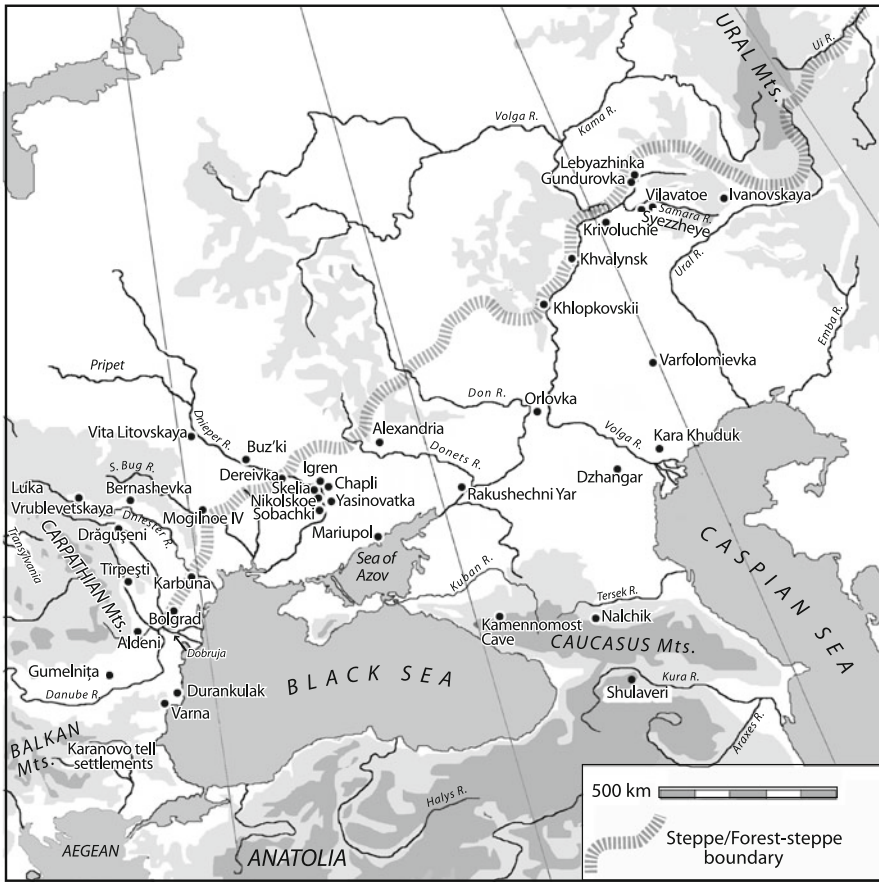 URAL Mts.
Ui R.
Volga R.
Kama R.
Lebyazhinka
Gundurovka
Vilavatoe
Ivanovskaya
Samara R.
Syezzheye
Krivoluchie
Ural R.
Khvalynsk
Emba R.
Khlopkovskii
Varfolomievka
Pripet
Don R.
Orlovka
Vita Litovskaya
Dnieper R.
Alexandria
Volga R.
Kara Khuduk
Buz'ki
Donets R.
S. Bug R.
Dereivka
Igren
Chapli
Dzhangar
Luka
Vrublevetskaya
Bernashevka
Skelia
Nikolskoe
Yasinovatka
Rakushechni Yar
Mogilnoe IV
Sobachki
Dniester R.
Drăguşeni
Mariupol
Transylvania
CARPATHIAN Mts.
Sea of
Azov
CASPIAN SEA
Tîrpeşti
Karbuna
Kuban R.
Tersek R.
Bolgrad
Kamennomost
Cave
Nalchik
Aldeni
Dobruja
CAUCASUS Mts.
Gumelniţa
BLACK SEA
Kura R.
Danube R.
Durankulak
Shulaveri
Varna
Araxes R.
BALKAN
Mts.
Karanovo tell
settlements
500 km
Halys R.
Steppe/Forest-steppe
boundary
AEGEAN
ANATOLIA